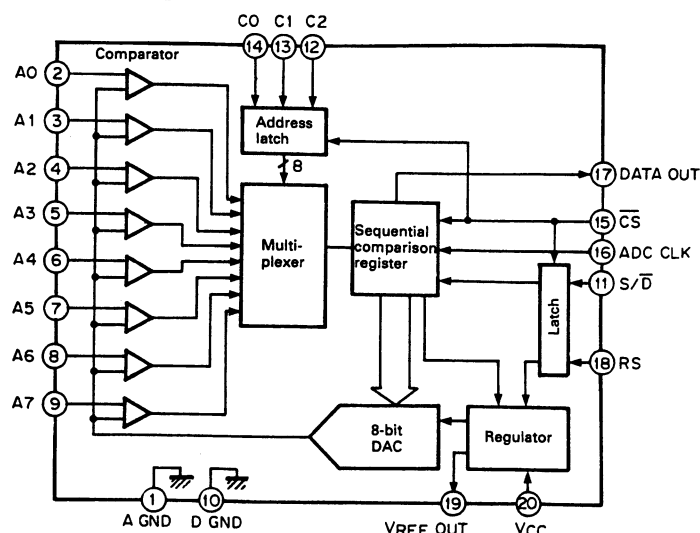 C0 C1 C2
14 13 12
Comparator
A0 2
A1 3
A2 4
A3 5
A4 6
A5 7
A6 8
A7 9
Address
latch
8
Multi-
plexer
Sequential
comparison
register
17 DATA OUT
15 CS
16 ADC CLK
11 S/D
Latch
18 RS
8-bit
DAC
Regulator
1 10 19 20
A GND D GND VREF OUT VCC